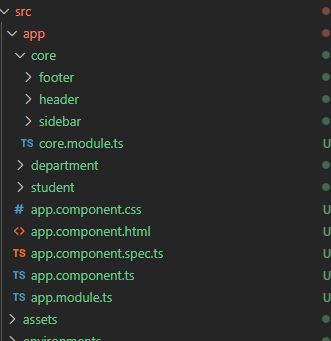 src
app
core
footer
header
sidebar
TS core.module.ts U
department
student
# app.component.css U
<> app.component.html U
TS app.component.spec.ts U
TS app.component.ts U
TS app.module.ts U
assets
environments